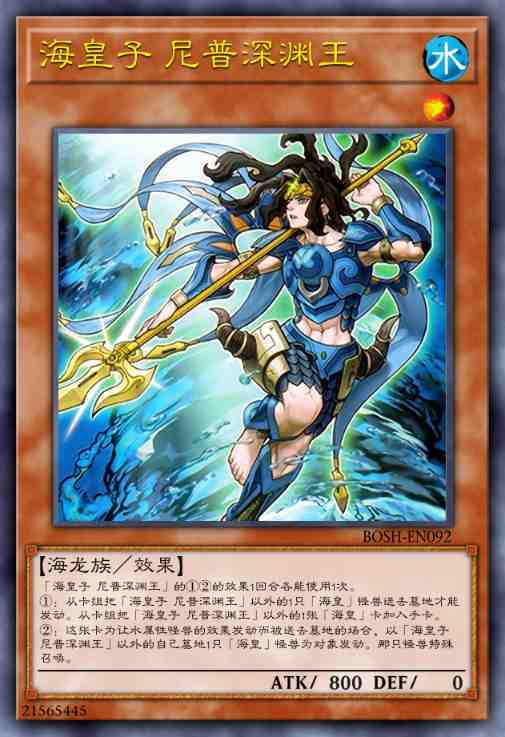 海皇子 尼普深渊王
水
BOSH-EN092
【海龙族／效果】
「海皇子 尼普深渊王」的①②的效果1回合各能使用1次。
①：从卡组把「海皇子 尼普深渊王」以外的1只「海皇」怪兽送去墓地才能
发动。从卡组把「海皇子 尼普深渊王」以外的1张「海皇」卡加入手卡。
②：这张卡为让水属性怪兽的效果发动而被送去墓地的场合，以「海皇子
尼普深渊王」以外的自己墓地1只「海皇」怪兽为对象发动。那只怪兽特殊
召唤。
ATK/ 800 DEF/ 0
21565445